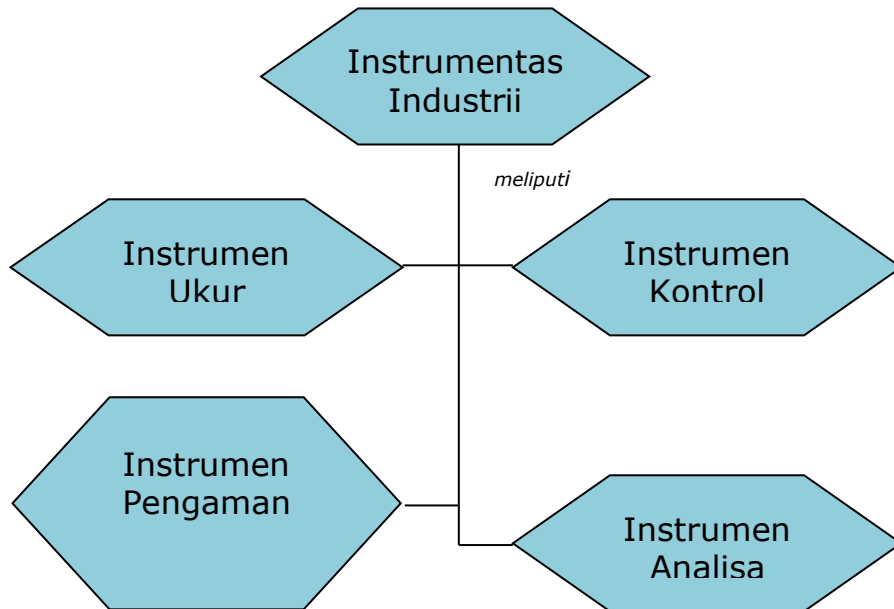 Instrumentas
Industrii
meliputi
Instrumen
Ukur
Instrumen
Kontrol
Instrumen
Pengaman
Instrumen
Analisa